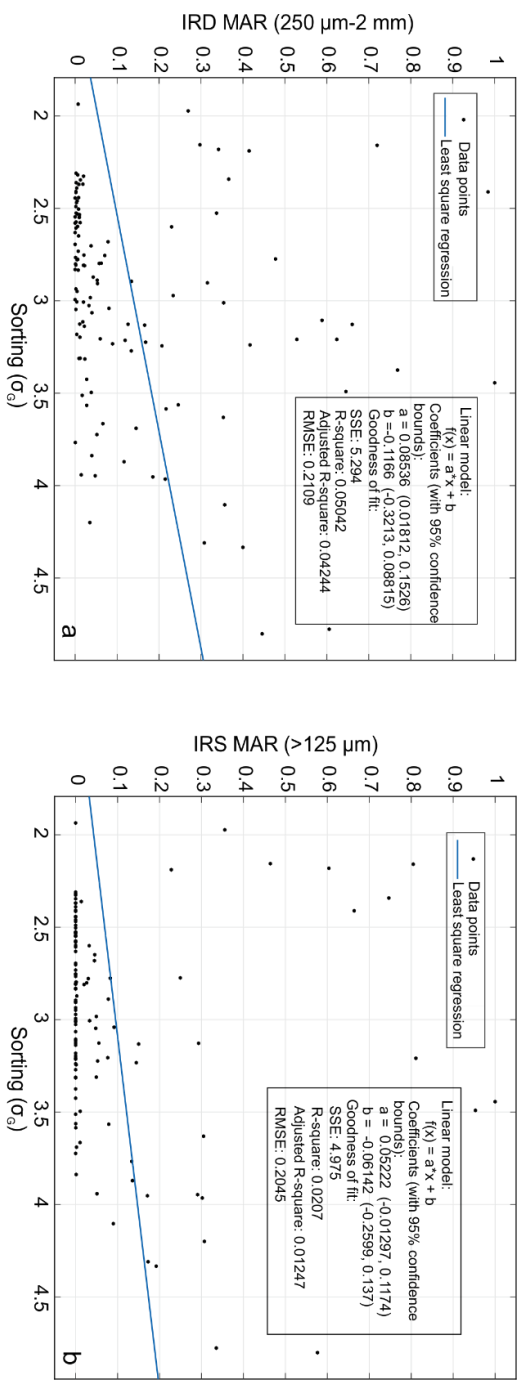 IRD MAR (250 μm-2 mm)
1
0.9
0.8
0.7
0.6
0.5
0.4
0.3
0.2
0.1
0
Data points
Least square regression
Linear model:
f(x) = a*x + b
Coefficients (with 95% confidence
bounds):
a = 0.08536 (0.01812, 0.1526)
b =-0.1166 (-0.3213, 0.08815)
Goodness of fit:
SSE: 5.294
R-square: 0.05042
Adjusted R-square: 0.04244
RMSE: 0.2109
a
2
2.5
3
3.5
4
4.5
Sorting (σG)
IRS MAR (>125 μm)
1
0.9
0.8
0.7
0.6
0.5
0.4
0.3
0.2
0.1
0
Data points
Least square regression
Linear model:
f(x) = a*x + b
Coefficients (with 95% confidence
bounds):
a = 0.05222 (-0.01297, 0.1174)
b = -0.06142 (-0.2599, 0.137)
Goodness of fit:
SSE: 4.975
R-square: 0.0207
Adjusted R-square: 0.01247
RMSE: 0.2045
b
2
2.5
3
3.5
4
4.5
Sorting (σG)